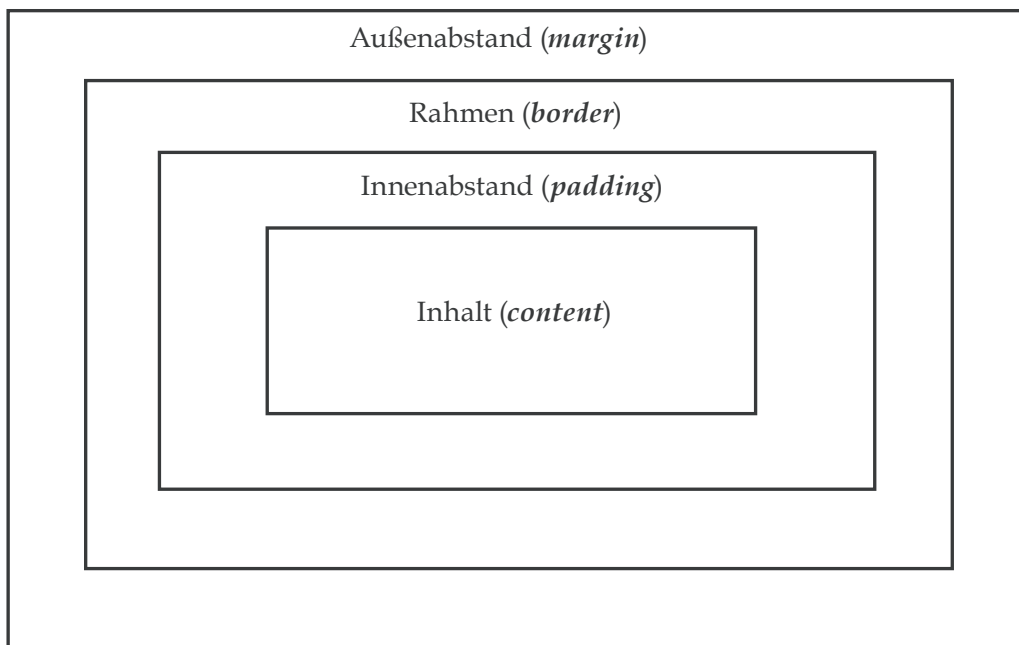 Außenabstand (margin)
Rahmen (border)
Innenabstand (padding)
Inhalt (content)